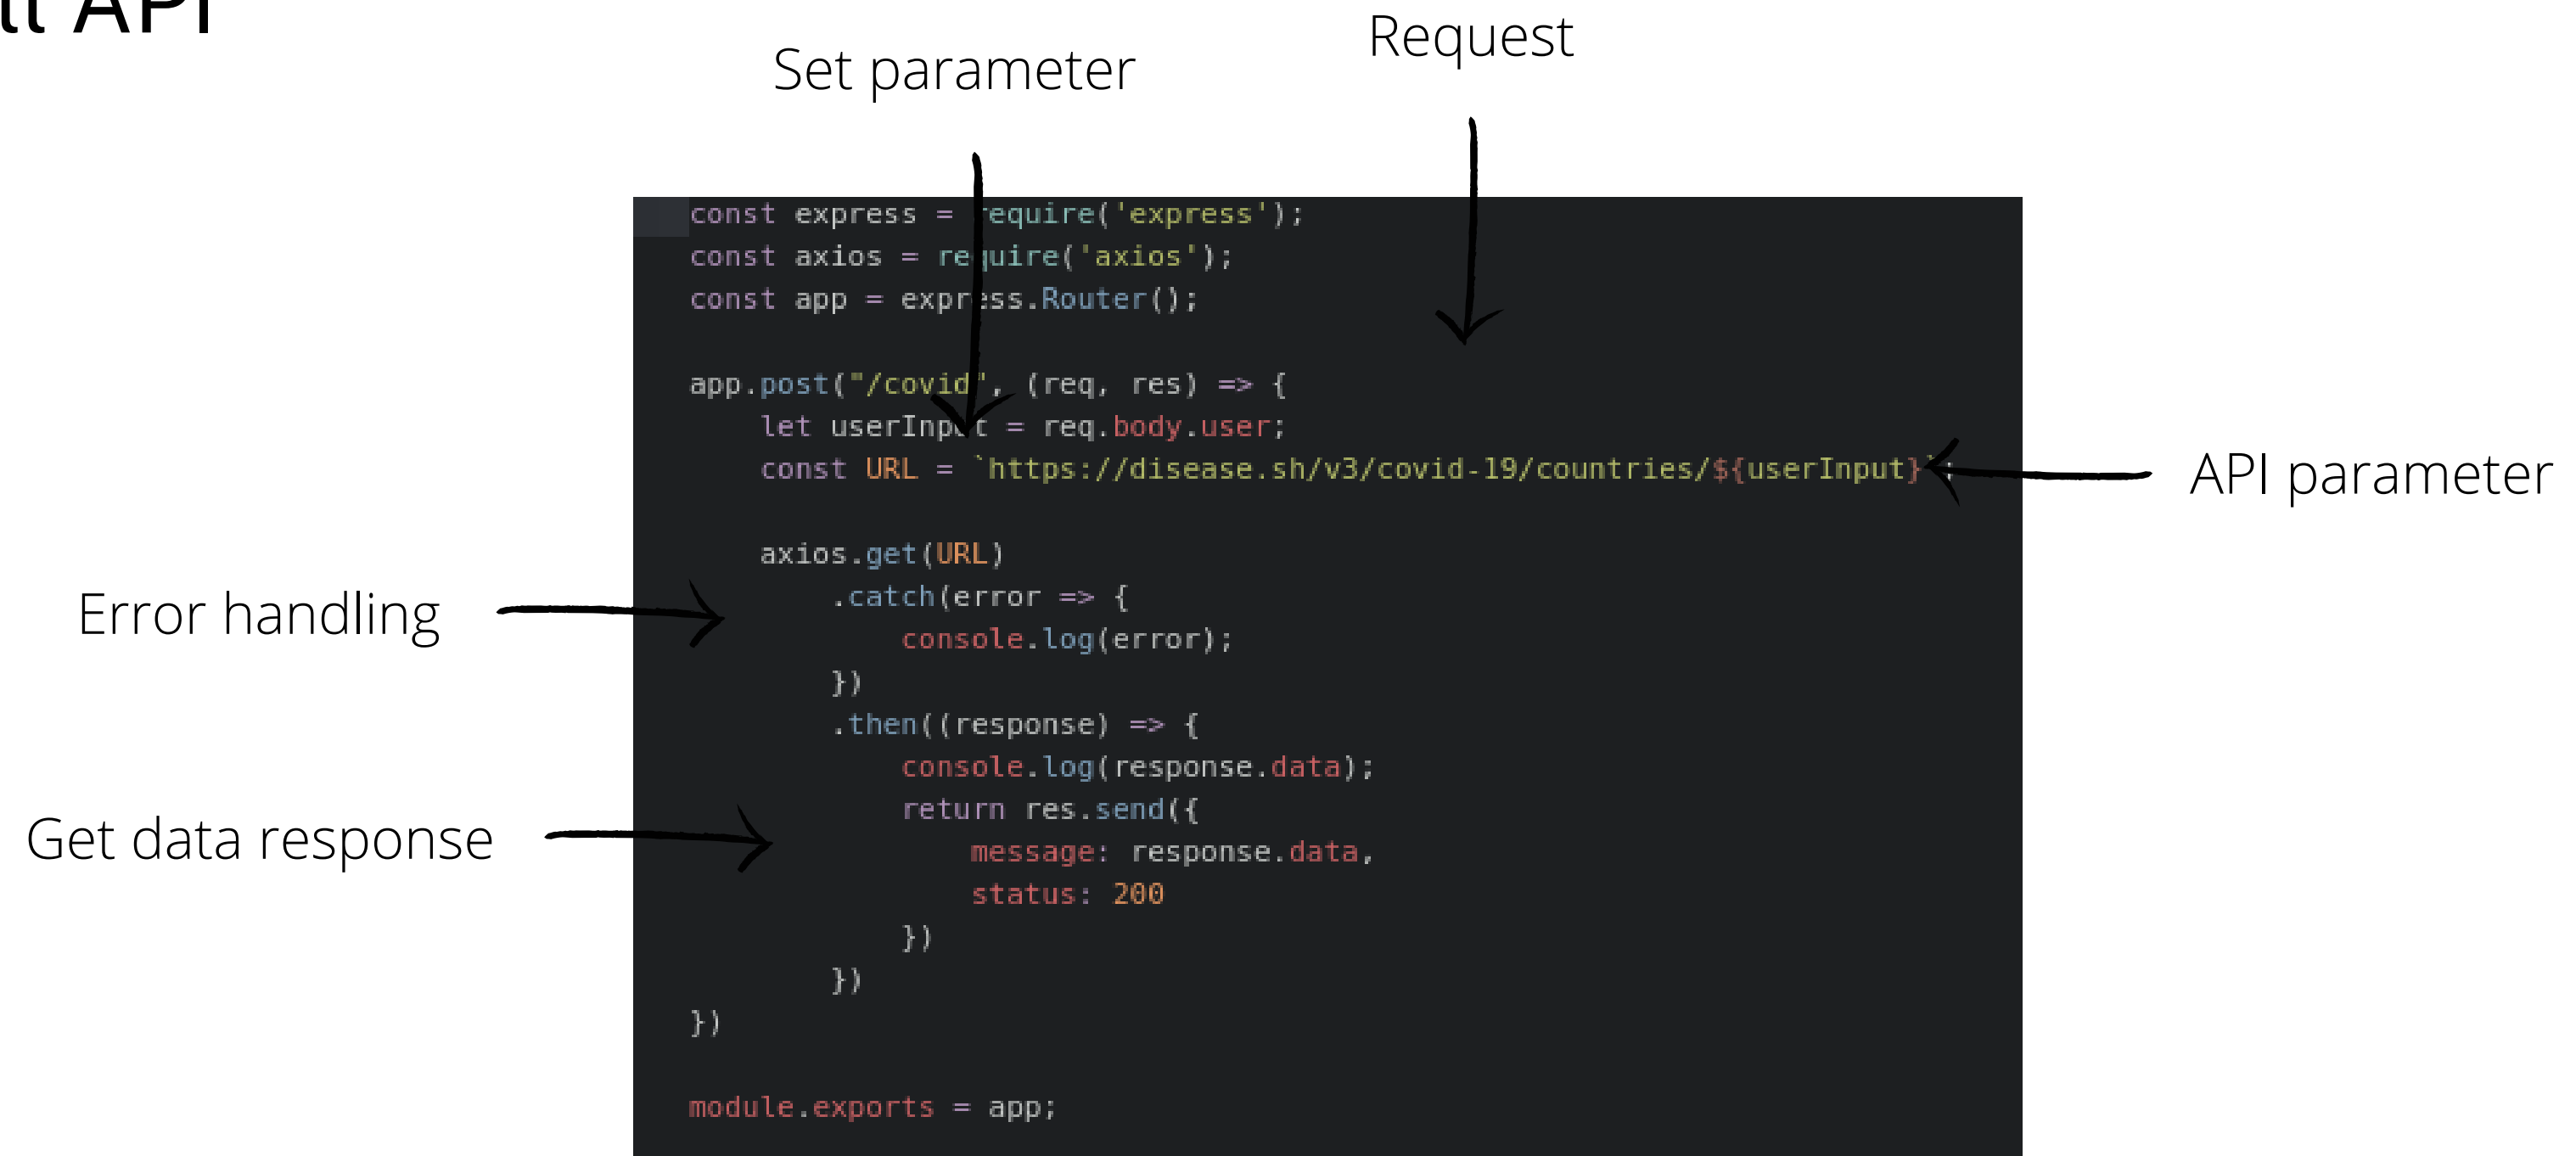 ll API
Request
Set parameter
const express = require('express');
const axios = require('axios');
const app = express.Router();
app.post("/covid", (req, res) => {
let userInput = req.body.user;
const URL = `https://disease.sh/v3/covid-19/countries/${userInput}`;
API parameter
axios.get(URL)
.catch(error => {
Error handling
console.log(error);
})
.then((response) => {
console.log(response.data);
return res.send({
Get data response
message: response.data,
status: 200
})
})
})
module.exports = app;